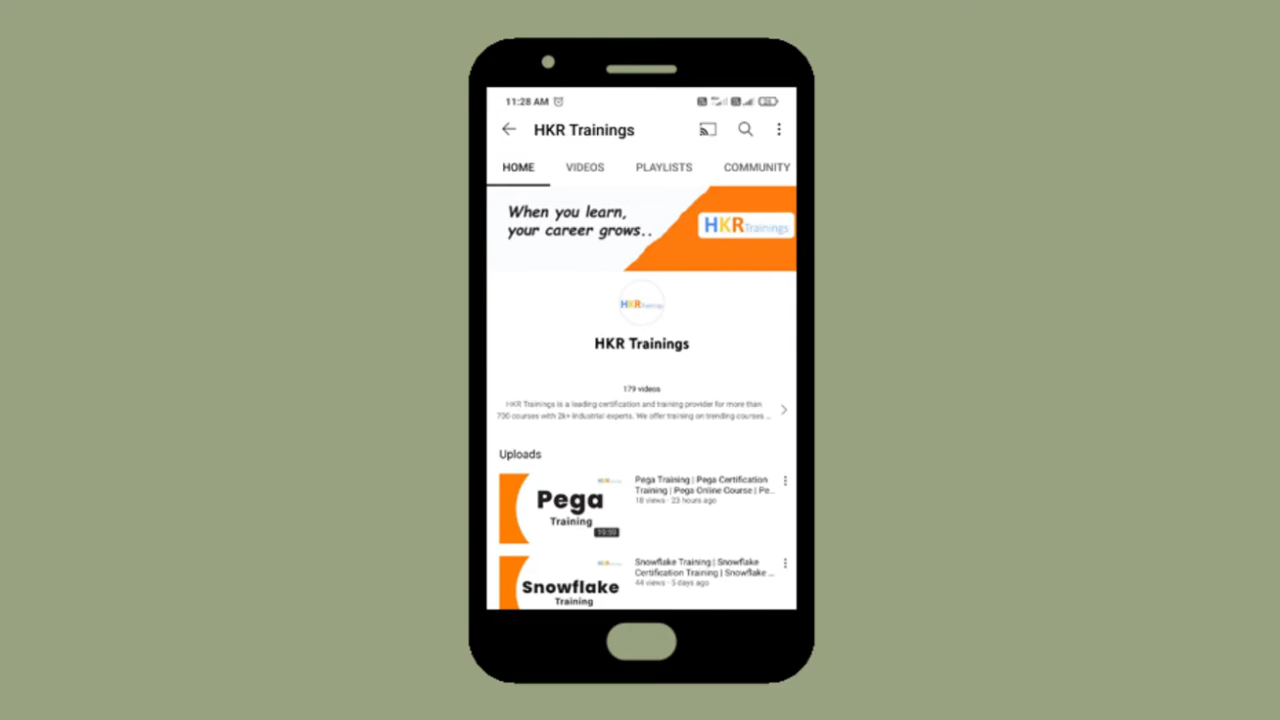 11:28 AM
HKR Trainings
HOME VIDEOS PLAYLISTS COMMUNITY
When you learn,
your career grows..
HKR Trainings
HKR Trainings
HKR Trainings
179 videos
HKR Trainings is a leading certification and training provider for more than
700 courses with 2k+ Industrial experts. We offer training on trending courses ...
Uploads
Pega
Training
Pega Training | Pega Certification
Training | Pega Online Course | Pe...
18 views · 23 hours ago
Snowflake
Training
Snowflake Training | Snowflake
Certification Training | Snowflake ...
44 views · 5 days ago